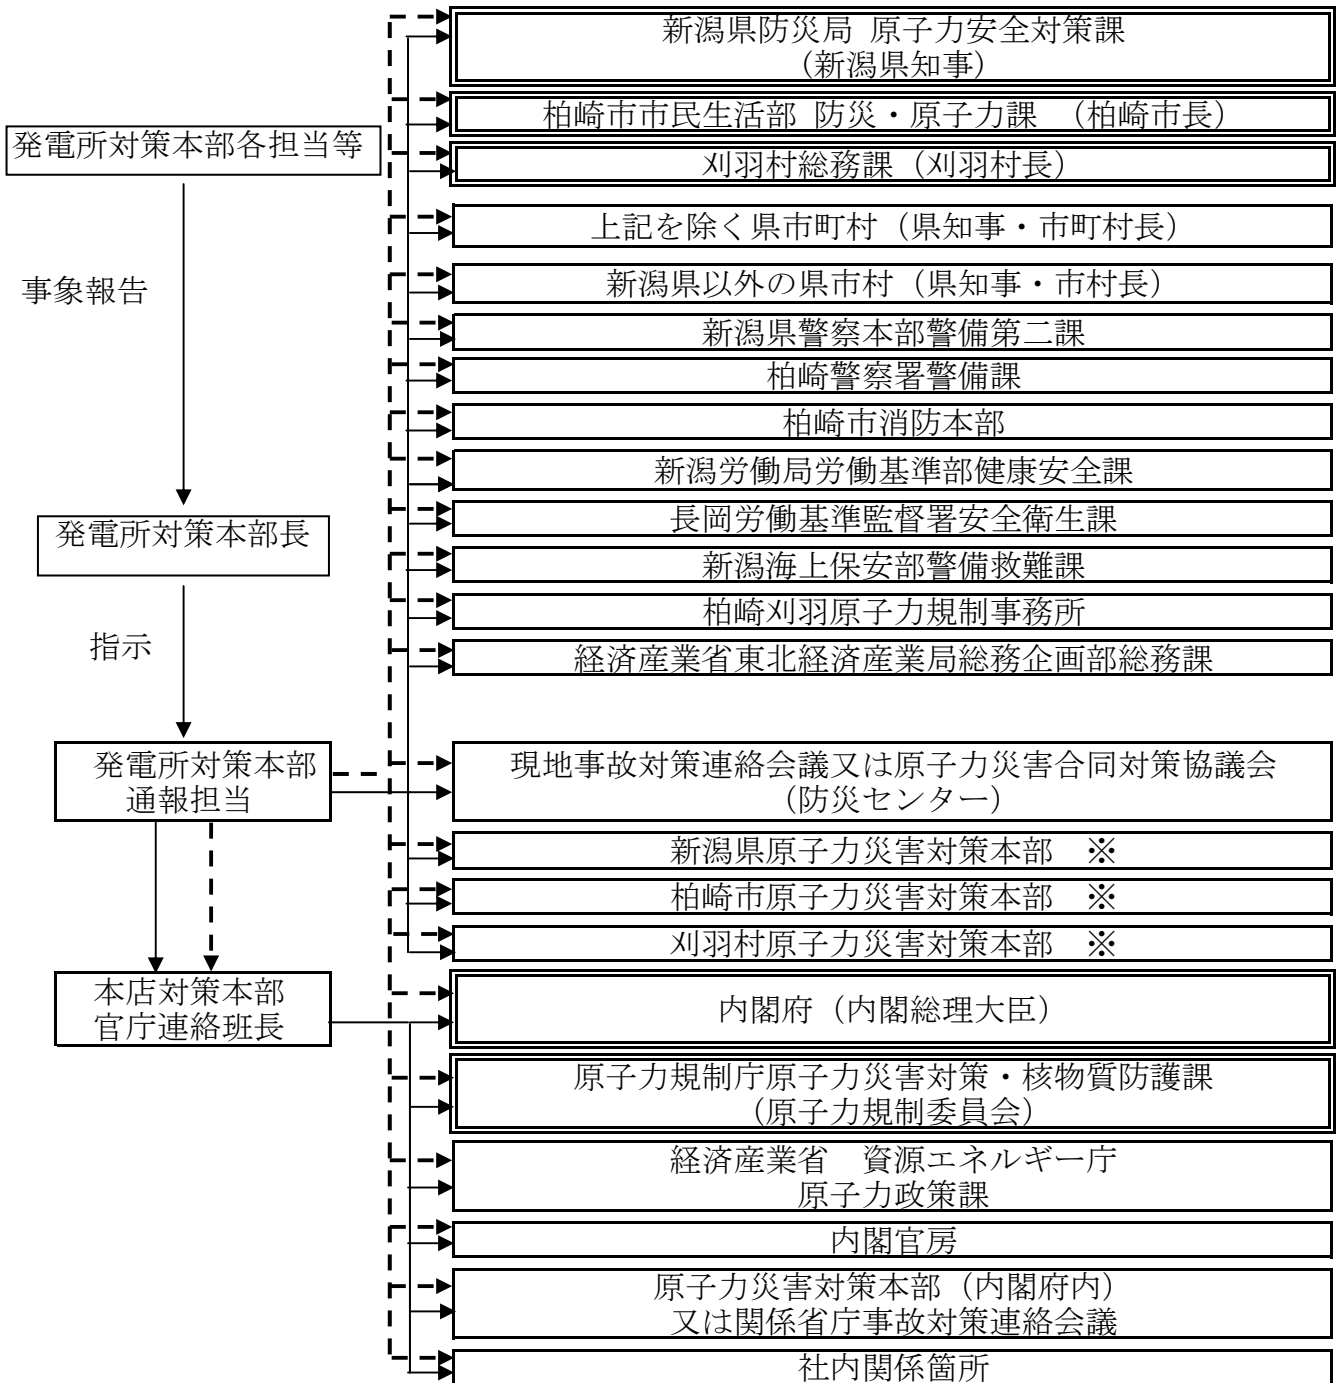 新潟県防災局 原子力安全対策課
（新潟県知事）
柏崎市市民生活部 防災・原子力課 （柏崎市長）
刈羽村総務課（刈羽村長）
上記を除く県市町村（県知事・市町村長）
新潟県以外の県市村（県知事・市村長）
新潟県警察本部警備第二課
柏崎警察署警備課
柏崎市消防本部
新潟労働局労働基準部健康安全課
長岡労働基準監督署安全衛生課
新潟海上保安部警備救難課
柏崎刈羽原子力規制事務所
経済産業省東北経済産業局総務企画部総務課
現地事故対策連絡会議又は原子力災害合同対策協議会
（防災センター）
新潟県原子力災害対策本部 ※
柏崎市原子力災害対策本部 ※
刈羽村原子力災害対策本部 ※
内閣府（内閣総理大臣）
原子力規制庁原子力災害対策・核物質防護課
（原子力規制委員会）
経済産業省 資源エネルギー庁
原子力政策課
内閣官房
原子力災害対策本部（内閣府内）
又は関係省庁事故対策連絡会議
社内関係箇所
発電所対策本部各担当等
事象報告
発電所対策本部長
指示
発電所対策本部
通報担当
本店対策本部
官庁連絡班長